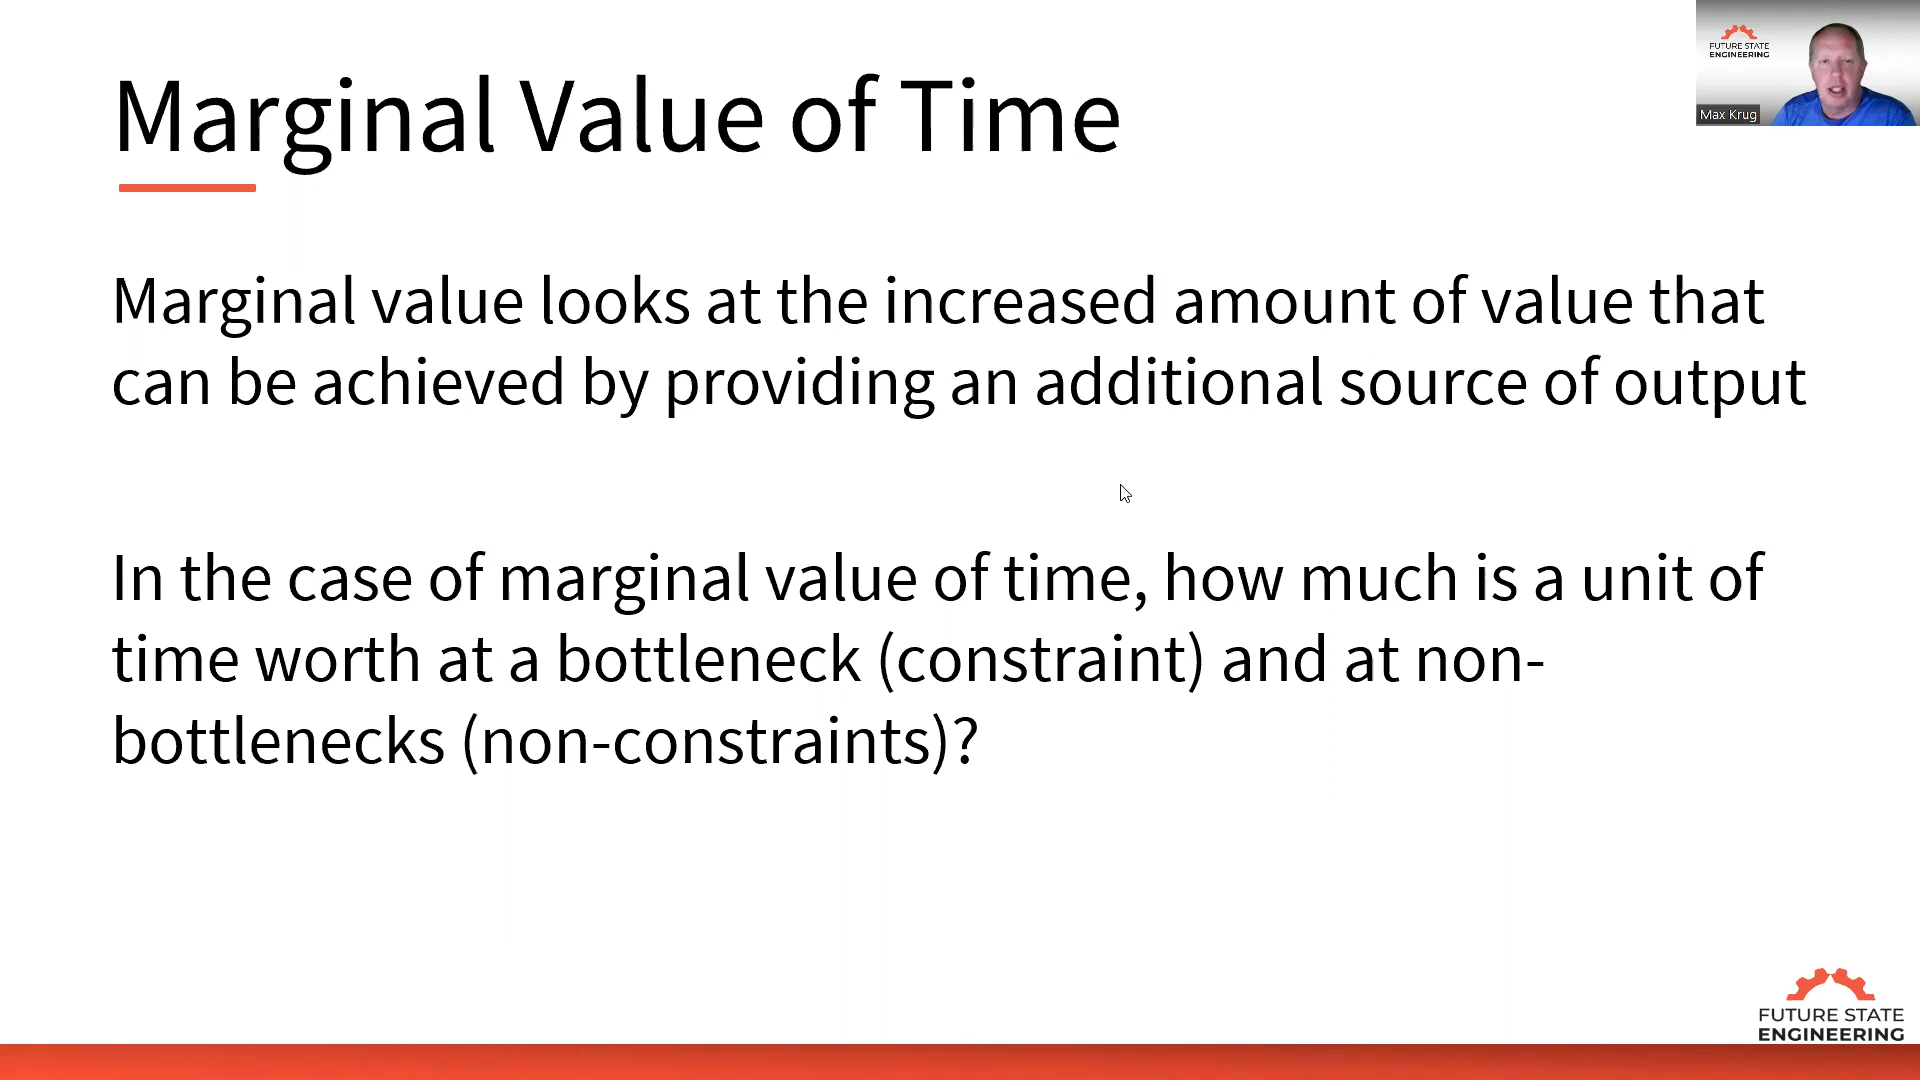 Marginal Value of Time
FUTURE STATE
ENGINEERING
Max Krug
Marginal value looks at the increased amount of value that
can be achieved by providing an additional source of output
In the case of marginal value of time, how much is a unit of
time worth at a bottleneck (constraint) and at non-
bottlenecks (non-constraints)?
FUTURE STATE
ENGINEERING